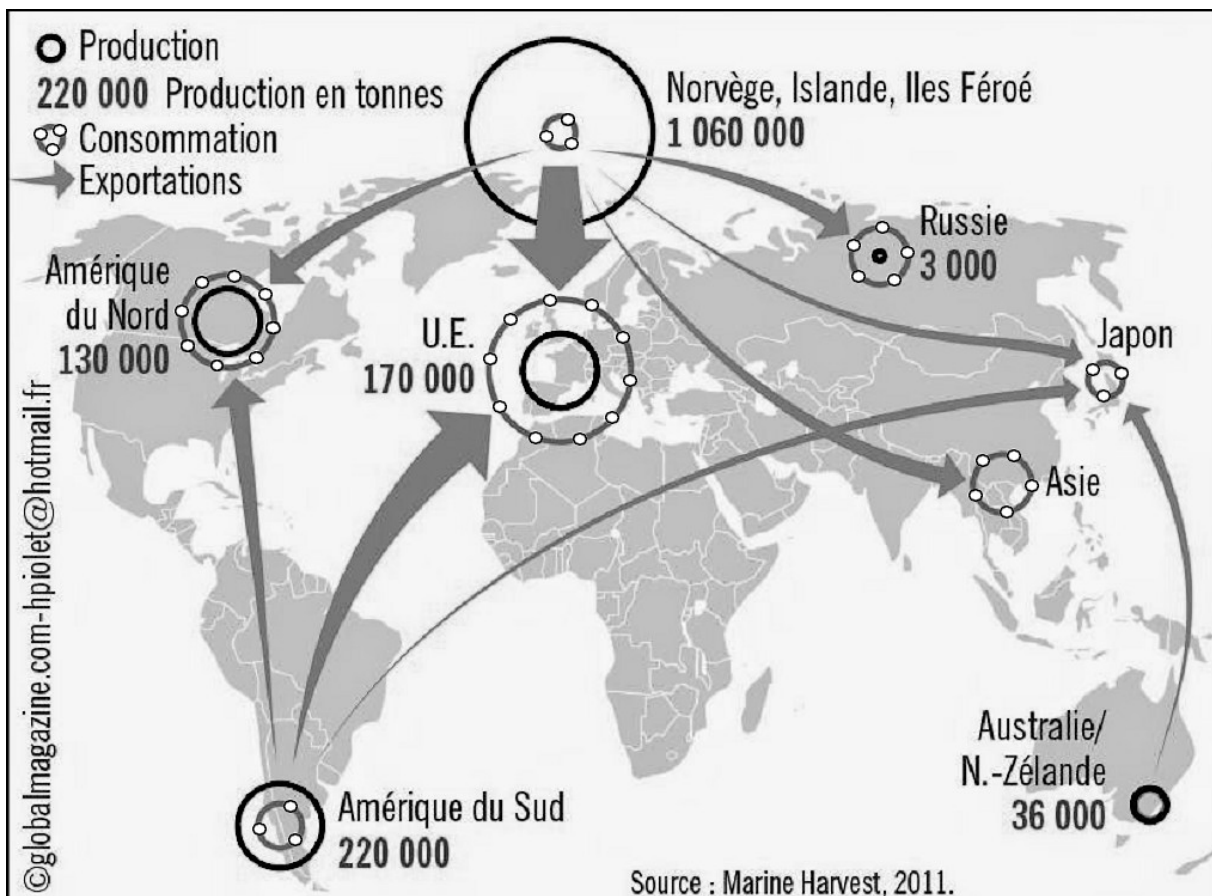 Production
220 000 Production en tonnes
Consommation
Exportations
Norvège, Islande, Iles Féroé
1 060 000
Russie
3 000
Amérique
du Nord
130 000
U.E.
170 000
Japon
Asie
Australie/
N.-Zélande
36 000
Amérique du Sud
220 000
Source : Marine Harvest, 2011.
©globalmagazine.com-hpiolet@hotmail.fr